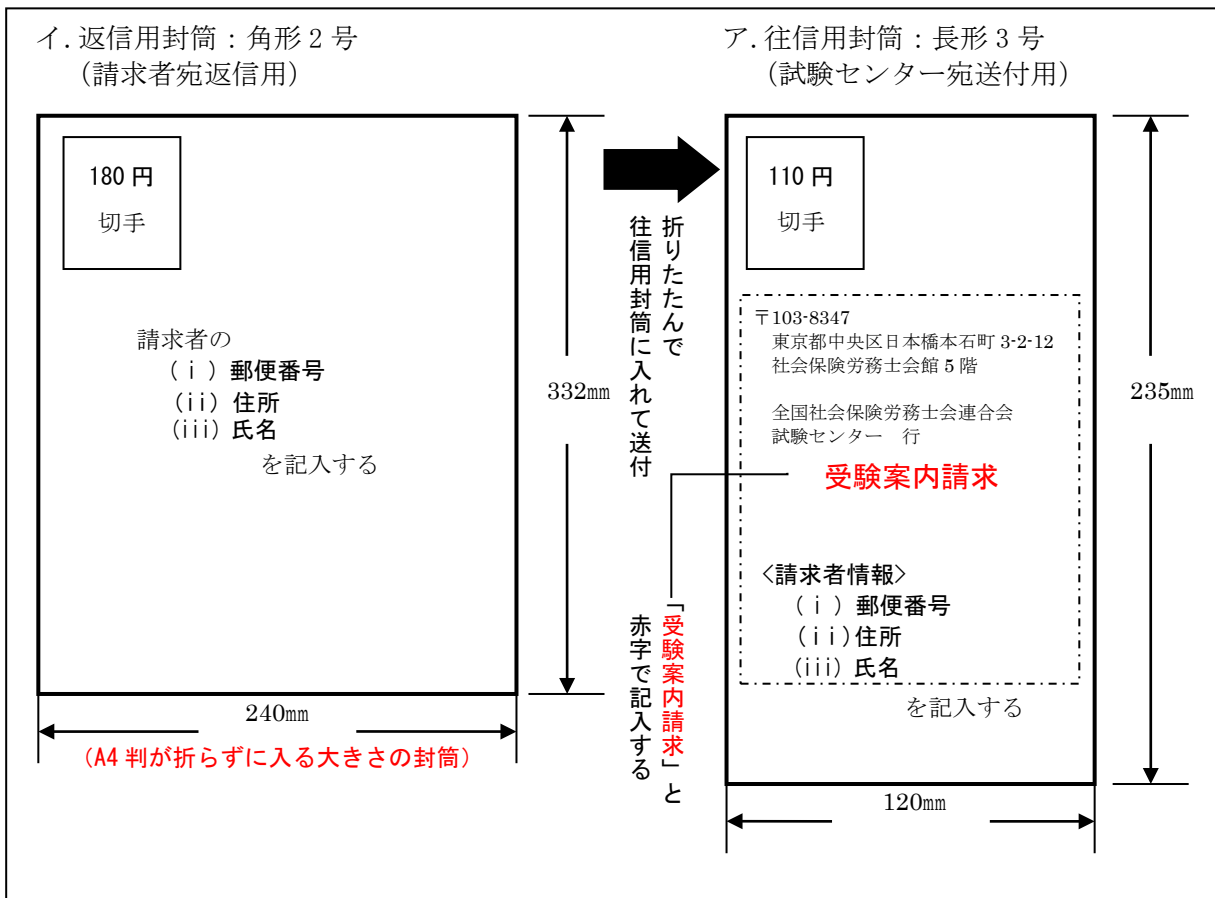 イ.返信用封筒：角形２号
（請求者宛返信用）
180 円
切手
請求者の
（ⅰ）郵便番号
（ii）住所
（iii）氏名
を記入する
332㎜
240㎜
（A4 判が折らずに入る大きさの封筒）
折りたたんで
往信用封筒に入れて送付
ア.往信用封筒：長形３号
（試験センター宛送付用）
110 円
切手
〒103-8347
東京都中央区日本橋本石町 3-2-12
社会保険労務士会館 5 階
全国社会保険労務士会連合会
試験センター　行
受験案内請求
〈請求者情報〉
（ⅰ）郵便番号
（ii）住所
（iii）氏名
を記入する
「受験案内請求」と
赤字で記入する
235㎜
120㎜